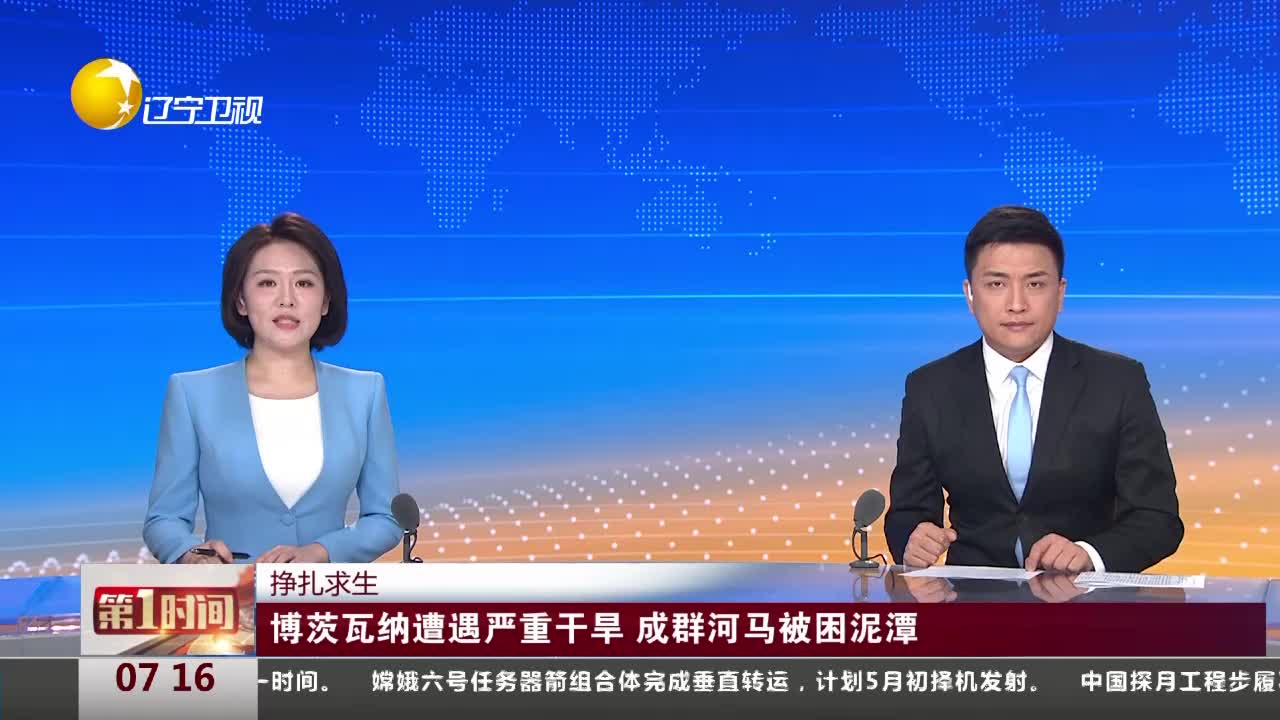 辽宁卫视
挣扎求生
第1时间
博茨瓦纳遭遇严重干旱 成群河马被困泥潭
07 16
一时间。 嫦娥六号任务器箭组合体完成垂直转运，计划5月初择机发射。 中国探月工程步履